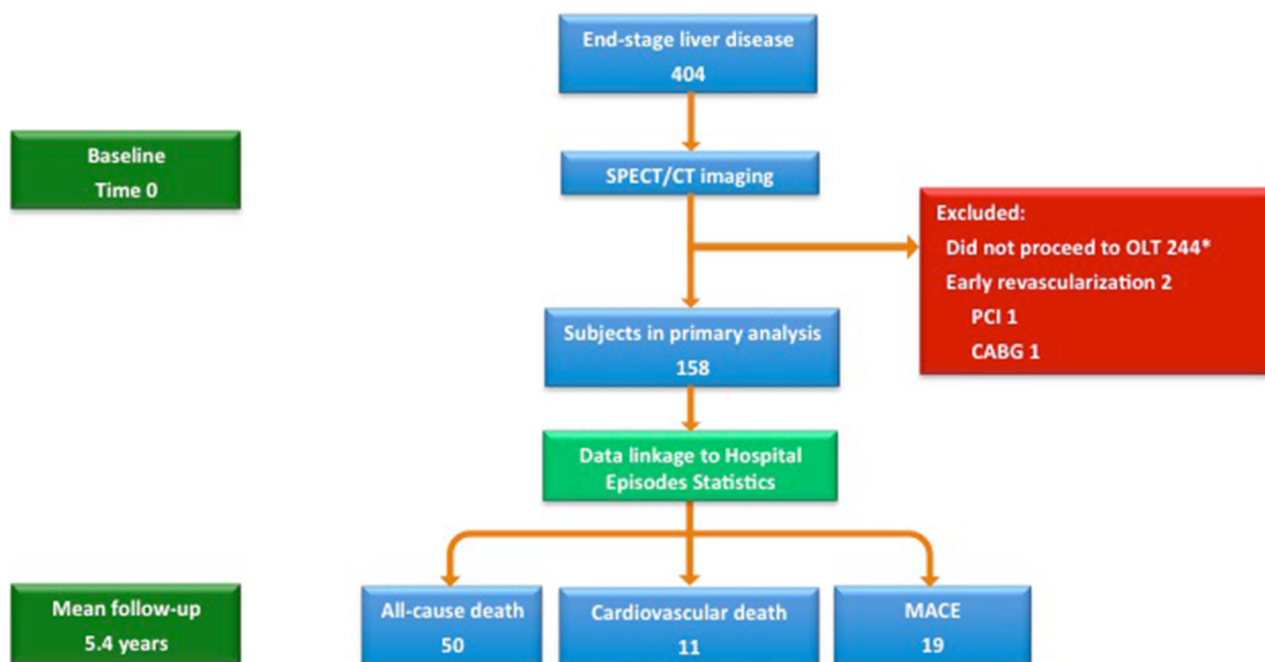 End-stage liver disease
404
Baseline
Time 0
SPECT/CT imaging
Excluded:
Did not proceed to OLT 244*
Early revascularization 2
PCI 1
CABG 1
Subjects in primary analysis
158
Data linkage to Hospital
Episodes Statistics
Mean follow-up
5.4 years
All-cause death
50
Cardiovascular death
11
MACE
19